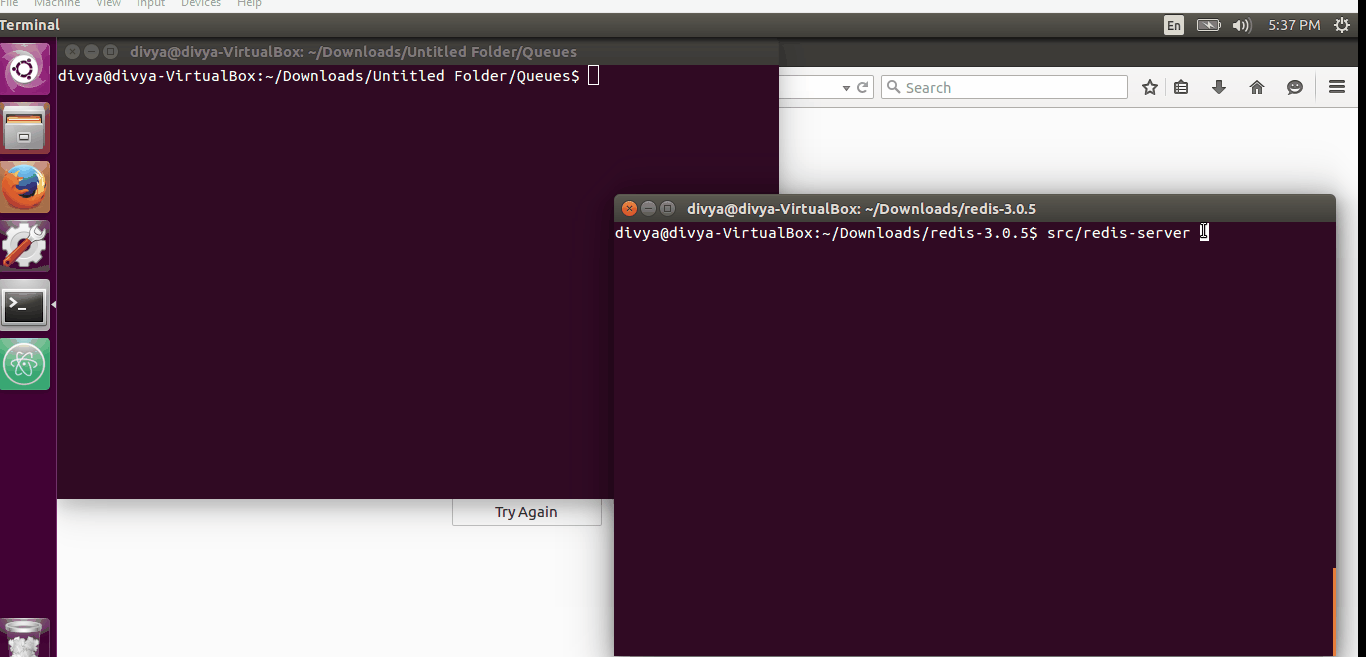 File Machine View Input Devices Help
Terminal
En
5:37 PM
divya@divya-VirtualBox: ~/Downloads/Untitled Folder/Queues
divya@divya-VirtualBox:~/Downloads/Untitled Folder/Queues$
Search
divya@divya-VirtualBox: ~/Downloads/redis-3.0.5
divya@divya-VirtualBox:~/Downloads/redis-3.0.5$ src/redis-server
>_
Try Again